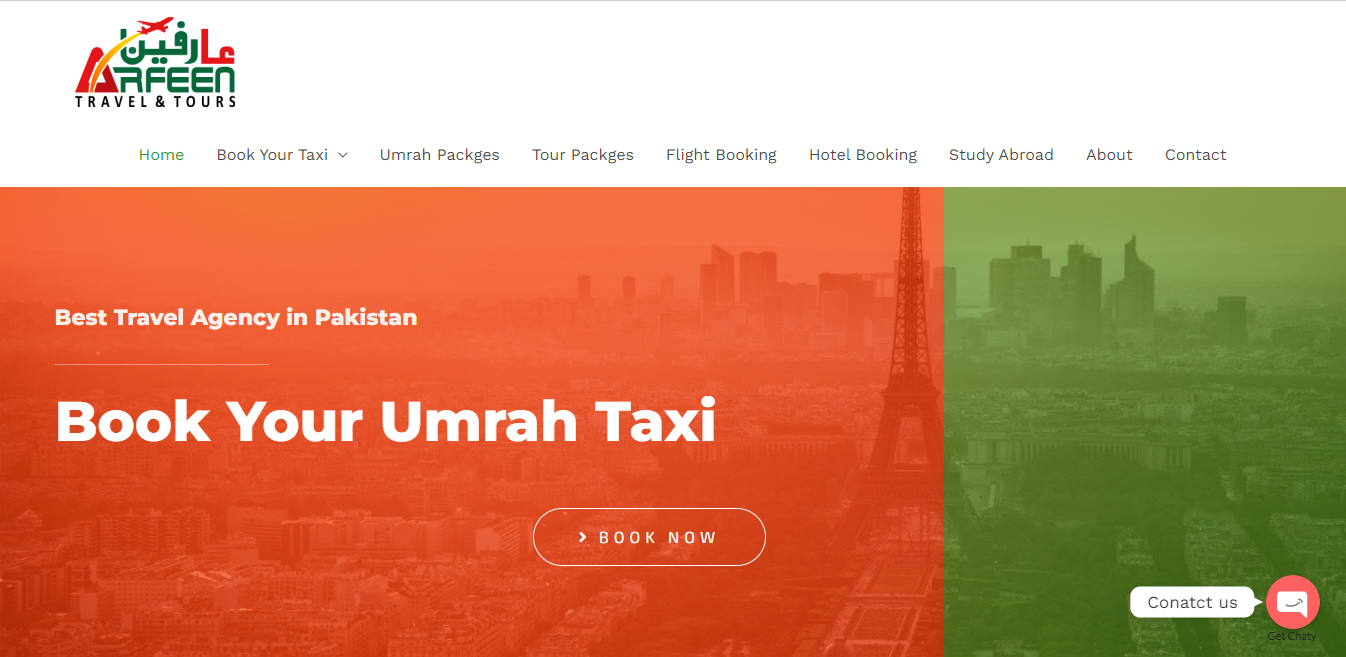 عارفين
ARFEEN
TRAVEL & TOURS
Home Book Your Taxi Umrah Packges Tour Packges Flight Booking Hotel Booking Study Abroad About Contact
Best Travel Agency in Pakistan
Book Your Umrah Taxi
BOOK NOW
Conatct us
Get Chaty